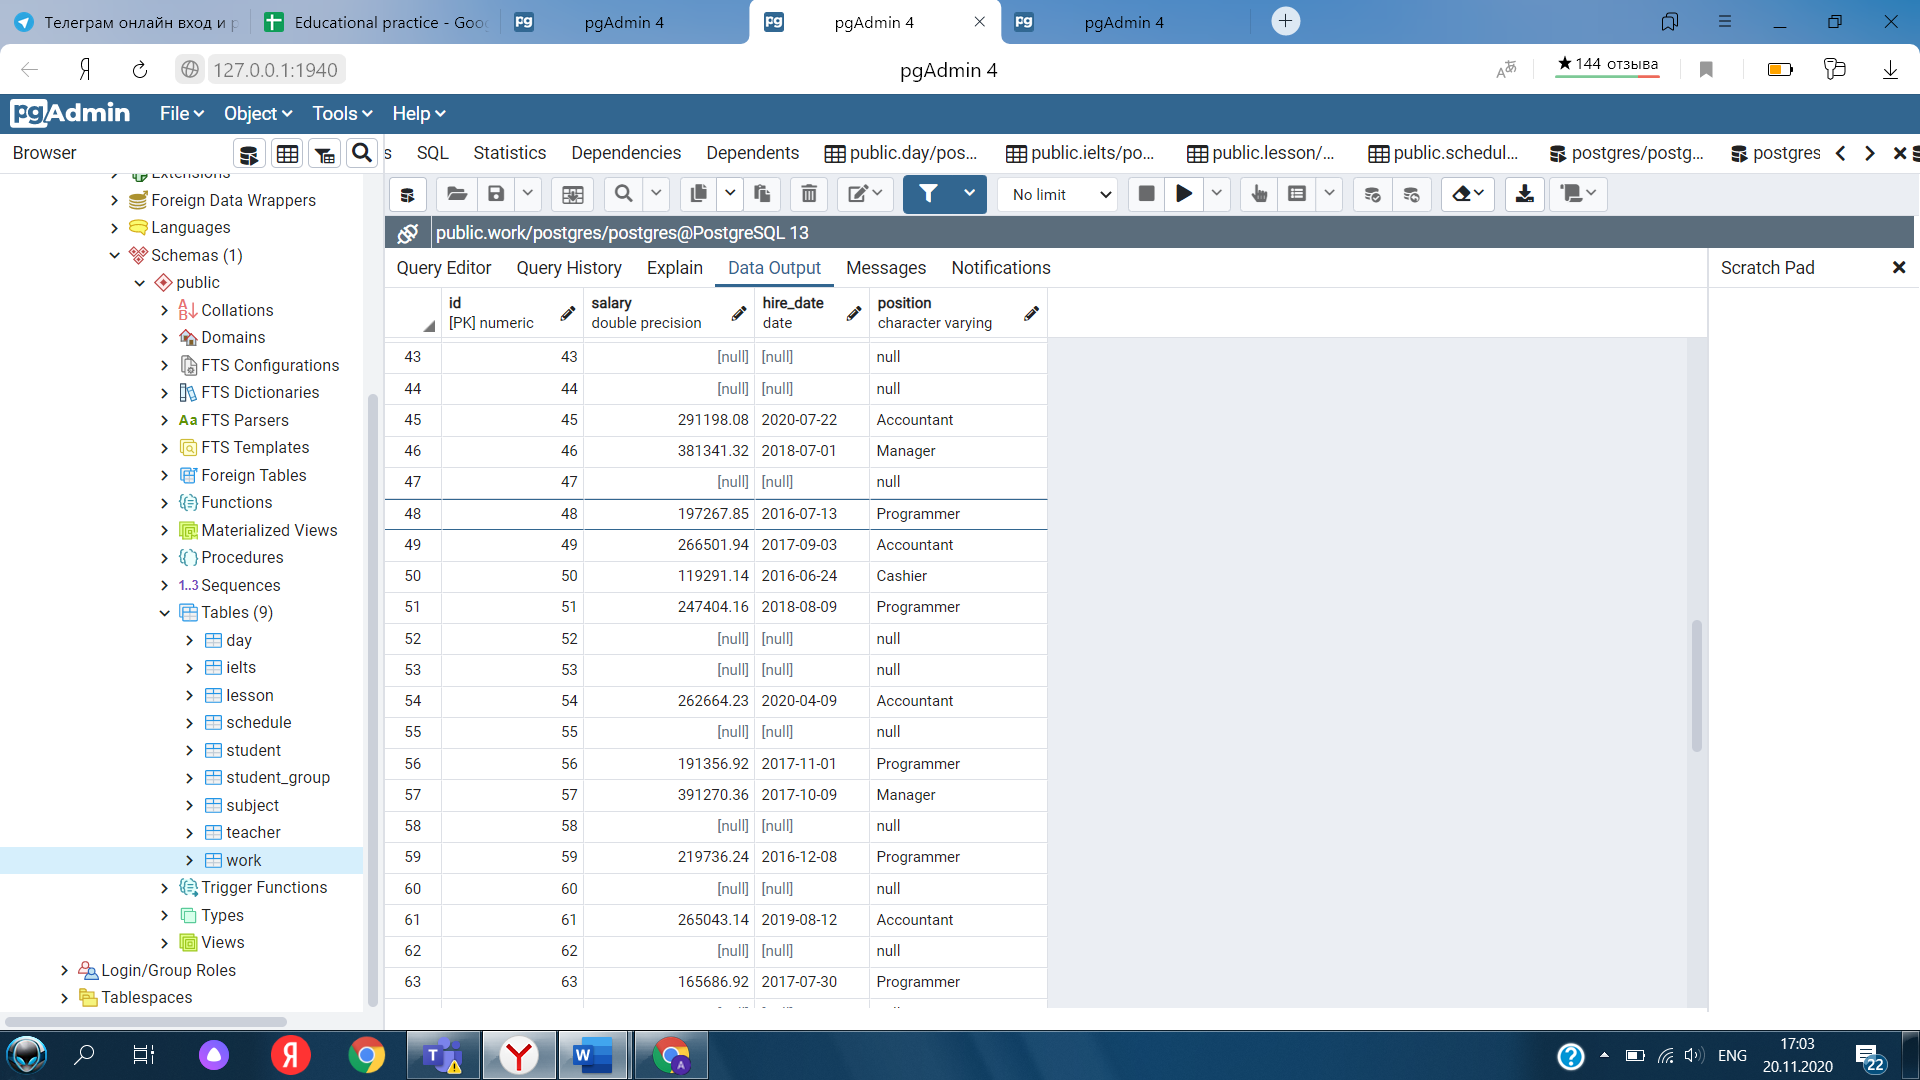 Телеграм онлайн вход и р
Educational practice - Goo
pgAdmin 4
pgAdmin 4
pgAdmin 4
127.0.0.1:1940
pgAdmin 4
★144 отзыва
pgAdmin
File
Object
Tools
Help
Browser
s
SQL
Statistics
Dependencies
Dependents
public.day/pos...
public.ielts/po...
public.lesson/...
public.schedul...
postgres/postg...
postgres
No limit
public.work/postgres/postgres@PostgreSQL 13
Query Editor
Query History
Explain
Data Output
Messages
Notifications
Scratch Pad
Extensions
Foreign Data Wrappers
Languages
Schemas (1)
public
Collations
Domains
FTS Configurations
FTS Dictionaries
Aa FTS Parsers
FTS Templates
Foreign Tables
Functions
Materialized Views
Procedures
1..3 Sequences
Tables (9)
day
ielts
lesson
schedule
student
student_group
subject
teacher
work
Trigger Functions
Types
Views
Login/Group Roles
Tablespaces
id salary hire_date position
[PK] numeric double precision date character varying
43 43 [null] [null] null
44 44 [null] [null] null
45 45 291198.08 2020-07-22 Accountant
46 46 381341.32 2018-07-01 Manager
47 47 [null] [null] null
48 48 197267.85 2016-07-13 Programmer
49 49 266501.94 2017-09-03 Accountant
50 50 119291.14 2016-06-24 Cashier
51 51 247404.16 2018-08-09 Programmer
52 52 [null] [null] null
53 53 [null] [null] null
54 54 262664.23 2020-04-09 Accountant
55 55 [null] [null] null
56 56 191356.92 2017-11-01 Programmer
57 57 391270.36 2017-10-09 Manager
58 58 [null] [null] null
59 59 219736.24 2016-12-08 Programmer
60 60 [null] [null] null
61 61 265043.14 2019-08-12 Accountant
62 62 [null] [null] null
63 63 165686.92 2017-07-30 Programmer
ENG
17:03
20.11.2020
22